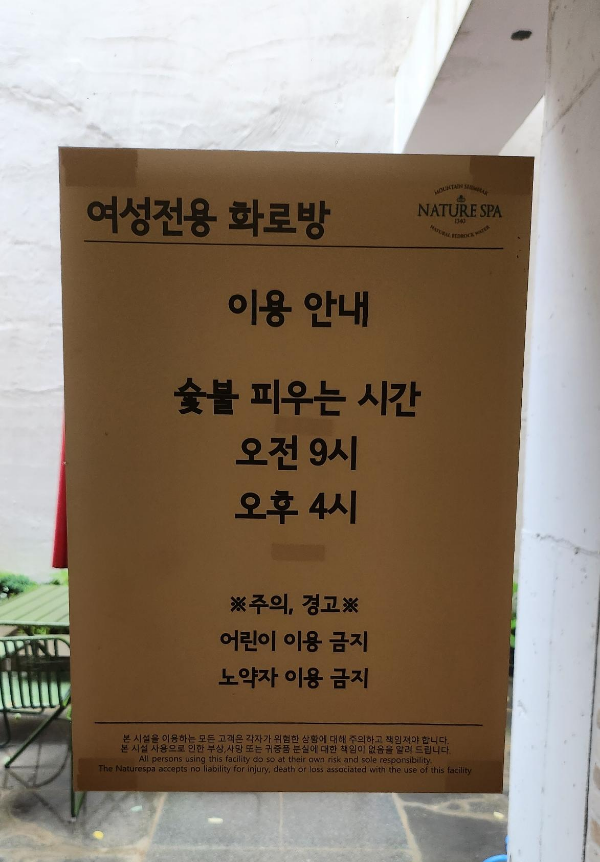 여성전용 화로방
MOUNTAIN
NATURE SPA
NATURAL BEDROCK WATER
이용 안내
숯불 피우는 시간
오전 9시
오후 4시
※주의, 경고※
어린이 이용 금지
노약자 이용 금지
본 시설을 이용하는 모든 고객은 각자가 위험한 상황에 대해 주의하고 책임져야 합니다.
본 시설 사용으로 인한 부상,사망 또는 귀중품 분실에 대한 책임이 없음을 알려 드립니다.
All persons using this facility do so at their own risk and sole responsibility.
The Naturespa accepts no liability for injury, death or loss associated with the use of this facility.